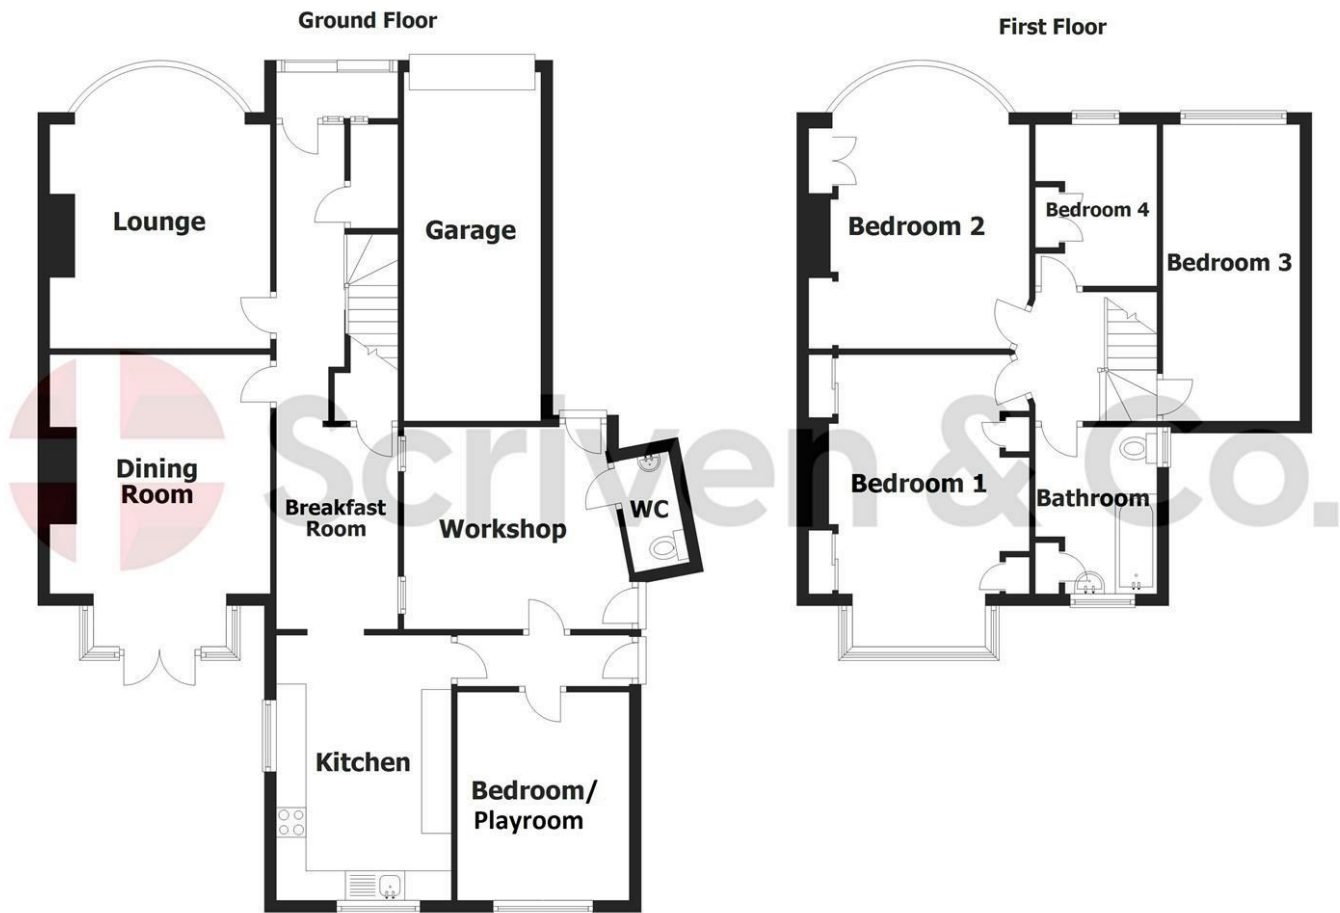 Ground Floor
First Floor
Lounge
Garage
Bedroom 2
Bedroom 4
Bedroom 3
Dining
Room
Breakfast
Room
Workshop
WC
Bedroom 1
Bathroom
Scriven & Co.
Kitchen
Bedroom/
Playroom